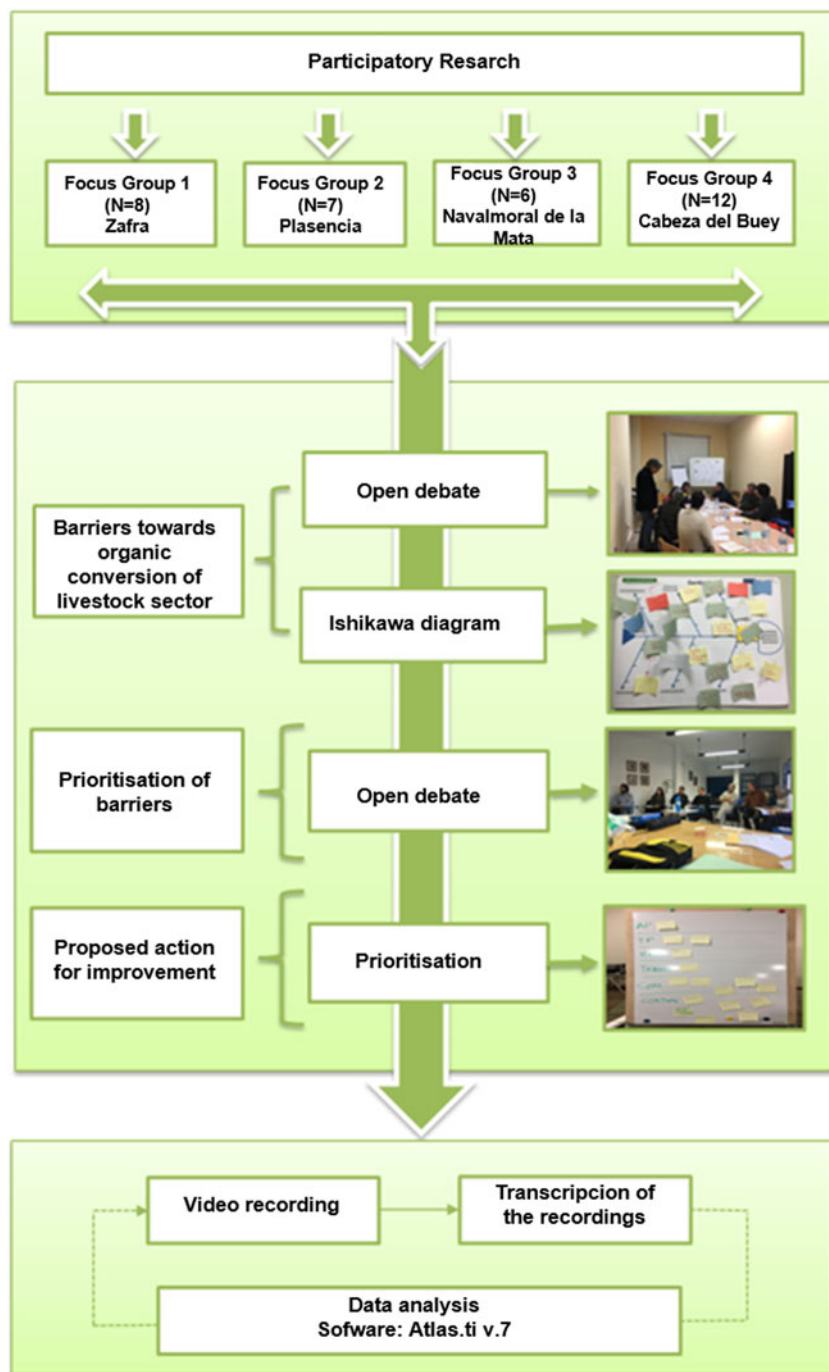 Participatory Resarch
Focus Group 1
(N=8)
Zafra
Focus Group 2
(N=7)
Plasencia
Focus Group 3
(N=6)
Navalmoral de la
Mata
Focus Group 4
(N=12)
Cabeza del Buey
Barriers towards
organic
conversion of
livestock sector
Open debate
Ishikawa diagram
Prioritisation of
barriers
Open debate
Proposed action
for improvement
Prioritisation
Video recording
Transcripcion of
the recordings
Data analysis
Sofware: Atlas.ti v.7